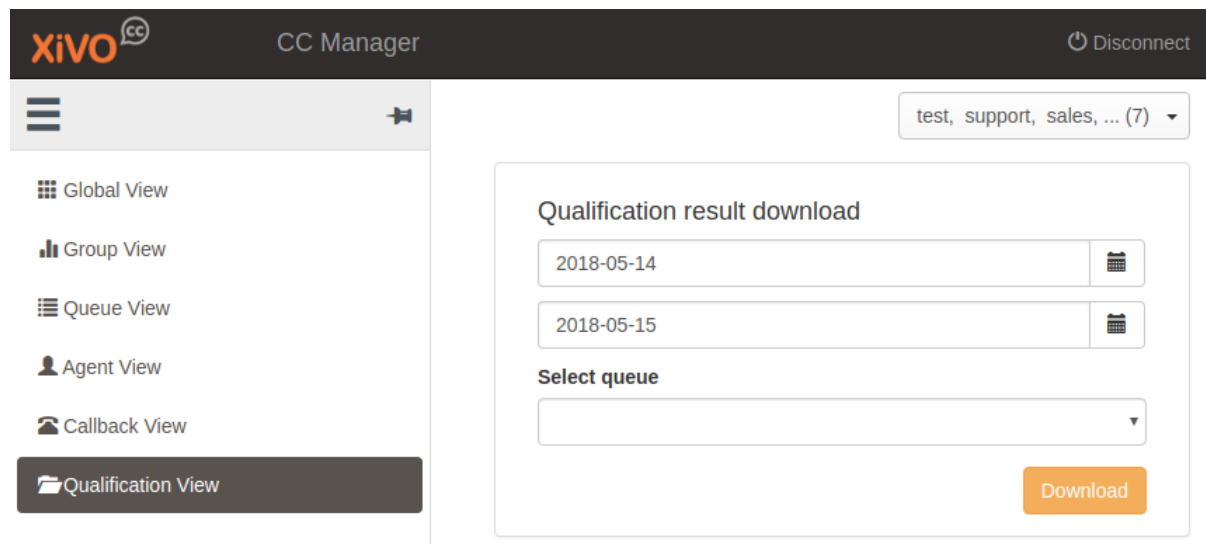 XiVO CC
CC Manager
Disconnect
test, support, sales, ... (7)
Global View
Group View
Queue View
Agent View
Callback View
Qualification View
Qualification result download
2018-05-14
2018-05-15
Select queue
Download